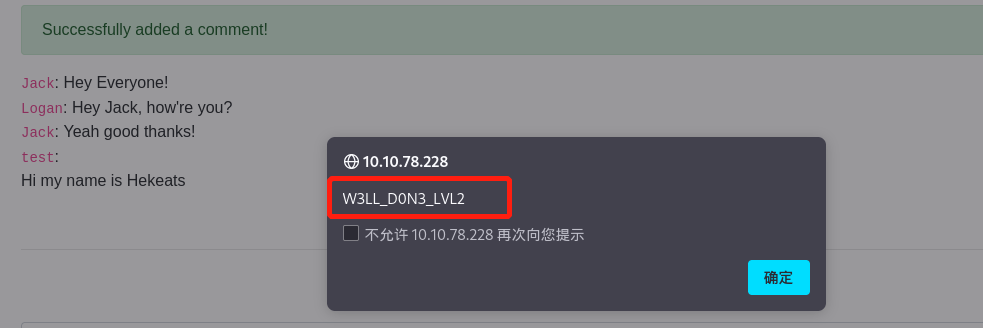 Successfully added a comment!
Jack: Hey Everyone!
Logan: Hey Jack, how're you?
Jack: Yeah good thanks!
test:
Hi my name is Hekeats
10.10.78.228
W3LL_D0N3_LVL2
不允许 10.10.78.228 再次向您提示
确定